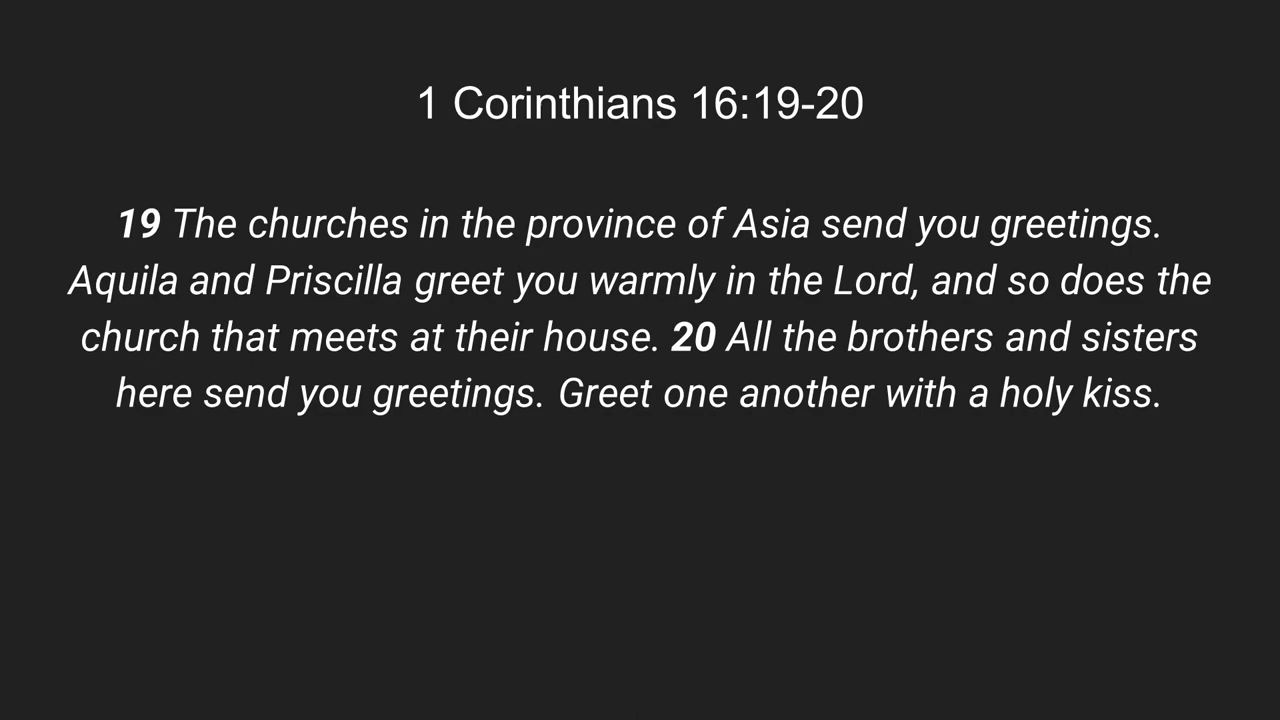 1 Corinthians 16:19-20
19 The churches in the province of Asia send you greetings.
Aquila and Priscilla greet you warmly in the Lord, and so does the
church that meets at their house. 20 All the brothers and sisters
here send you greetings. Greet one another with a holy kiss.